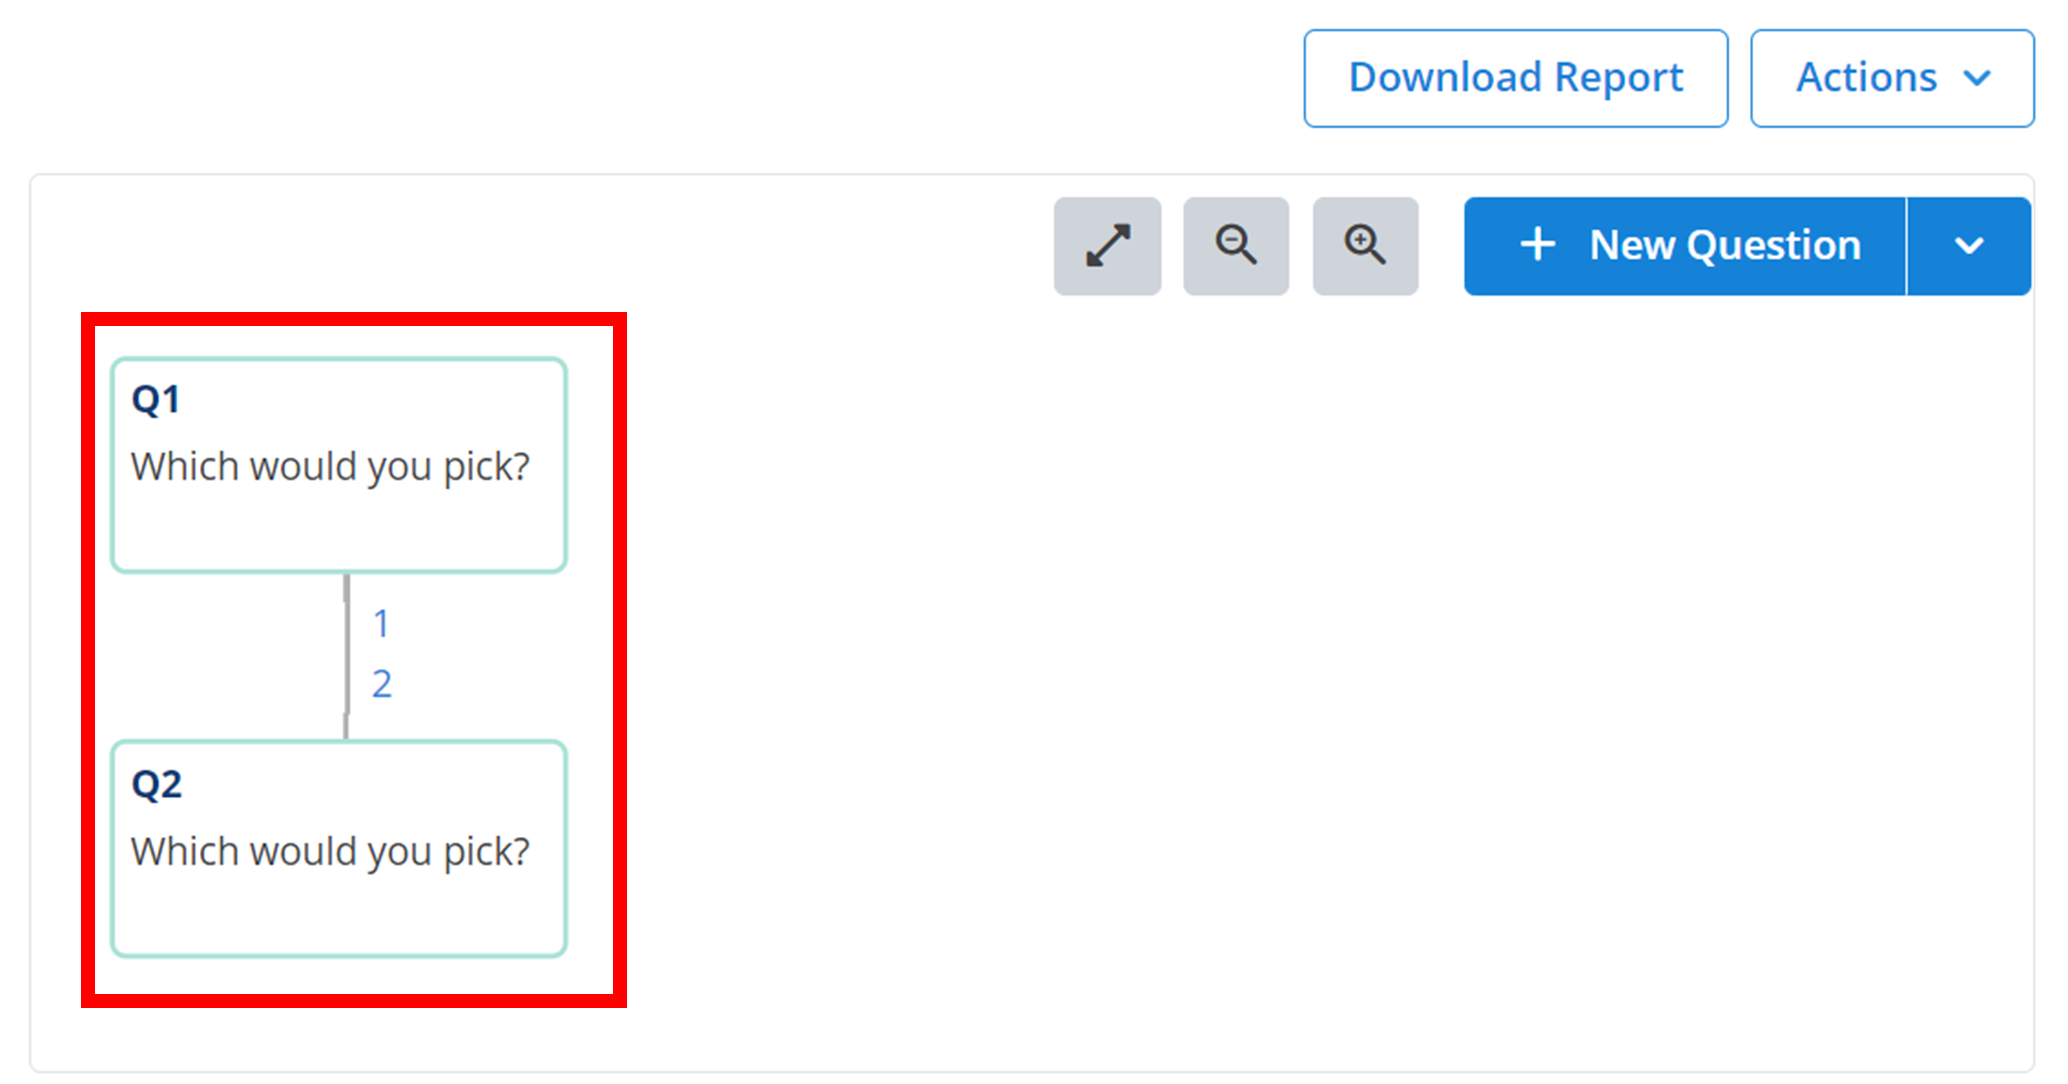 Download Report
Actions
New Question
Q1
Which would you pick?
1
2
Q2
Which would you pick?